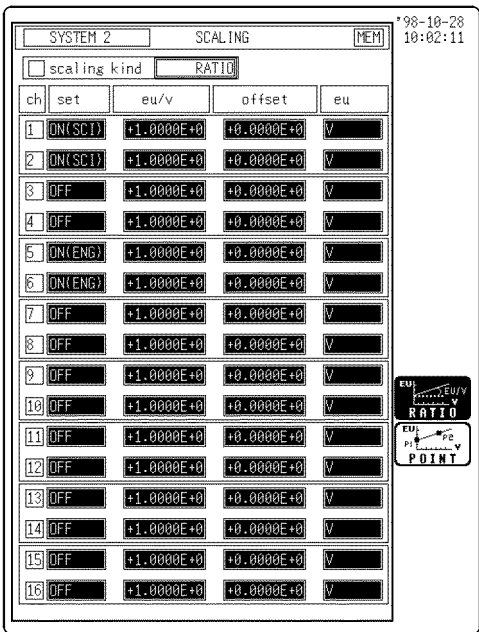 '98-10-28
SYSTEM 2 SCALING MEM 10:02:11
scaling kind RATIO
ch set eu/v offset eu
1 ON(SCI) +1.0000E+0 +0.0000E+0 V
2 ON(SCI) +1.0000E+0 +0.0000E+0 V
3 OFF +1.0000E+0 +0.0000E+0 V
4 OFF +1.0000E+0 +0.0000E+0 V
5 ON(ENG) +1.0000E+0 +0.0000E+0 V
6 ON(ENG) +1.0000E+0 +0.0000E+0 V
7 OFF +1.0000E+0 +0.0000E+0 V
8 OFF +1.0000E+0 +0.0000E+0 V
9 OFF +1.0000E+0 +0.0000E+0 V
10 OFF +1.0000E+0 +0.0000E+0 V
11 OFF +1.0000E+0 +0.0000E+0 V
12 OFF +1.0000E+0 +0.0000E+0 V
13 OFF +1.0000E+0 +0.0000E+0 V
14 OFF +1.0000E+0 +0.0000E+0 V
15 OFF +1.0000E+0 +0.0000E+0 V
16 OFF +1.0000E+0 +0.0000E+0 V
EU EU/V
V
RATIO
EU P1 P2 V
POINT